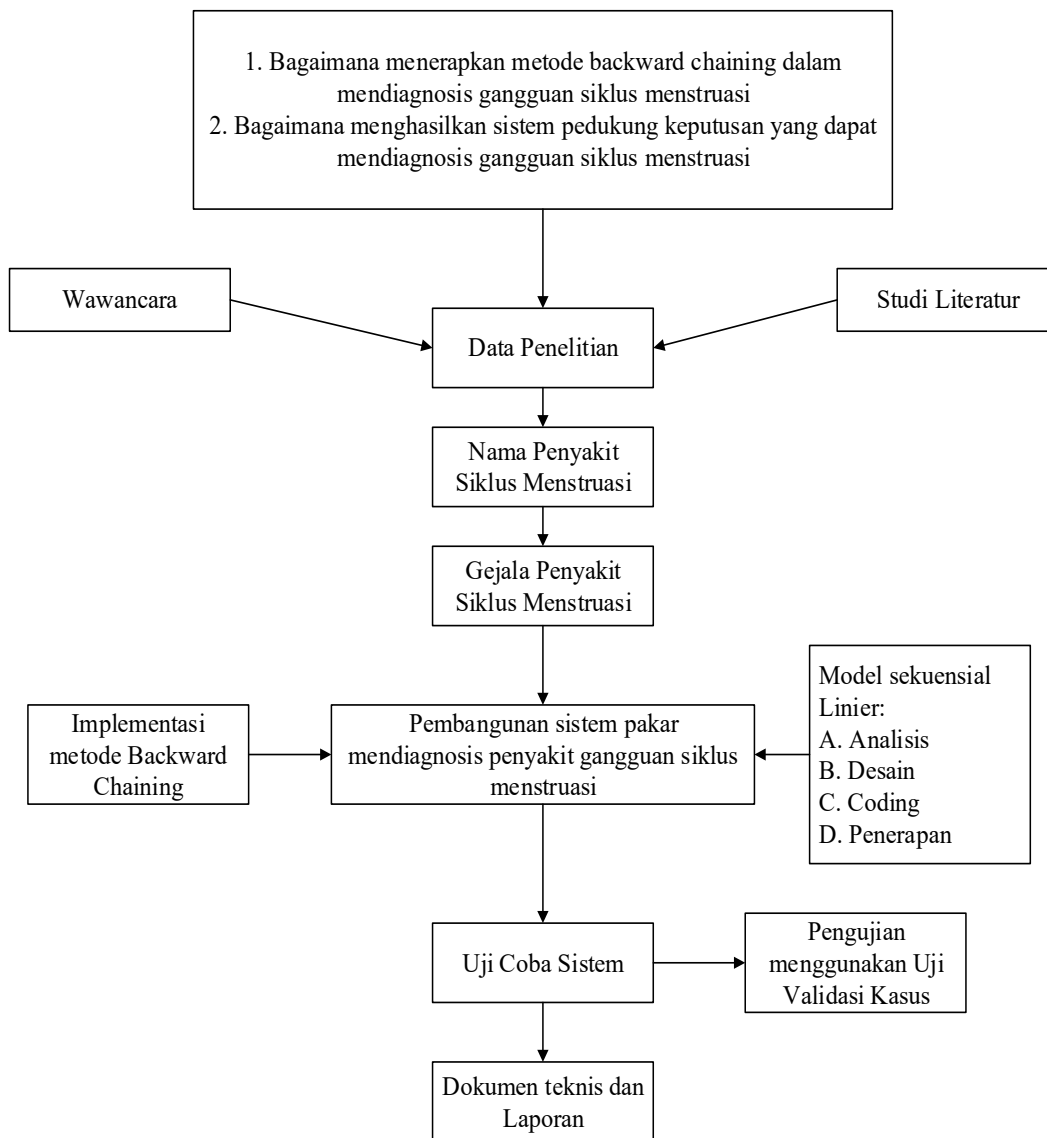 1. Bagaimana menerapkan metode backward chaining dalam
mendiagnosis gangguan siklus menstruasi
2. Bagaimana menghasilkan sistem pedukung keputusan yang dapat
mendiagnosis gangguan siklus menstruasi
Wawancara
Studi Literatur
Data Penelitian
Nama Penyakit
Siklus Menstruasi
Gejala Penyakit
Siklus Menstruasi
Implementasi
metode Backward
Chaining
Pembangunan sistem pakar
mendiagnosis penyakit gangguan siklus
menstruasi
Model sekuensial
Linier:
A. Analisis
B. Desain
C. Coding
D. Penerapan
Uji Coba Sistem
Pengujian
menggunakan Uji
Validasi Kasus
Dokumen teknis dan
Laporan